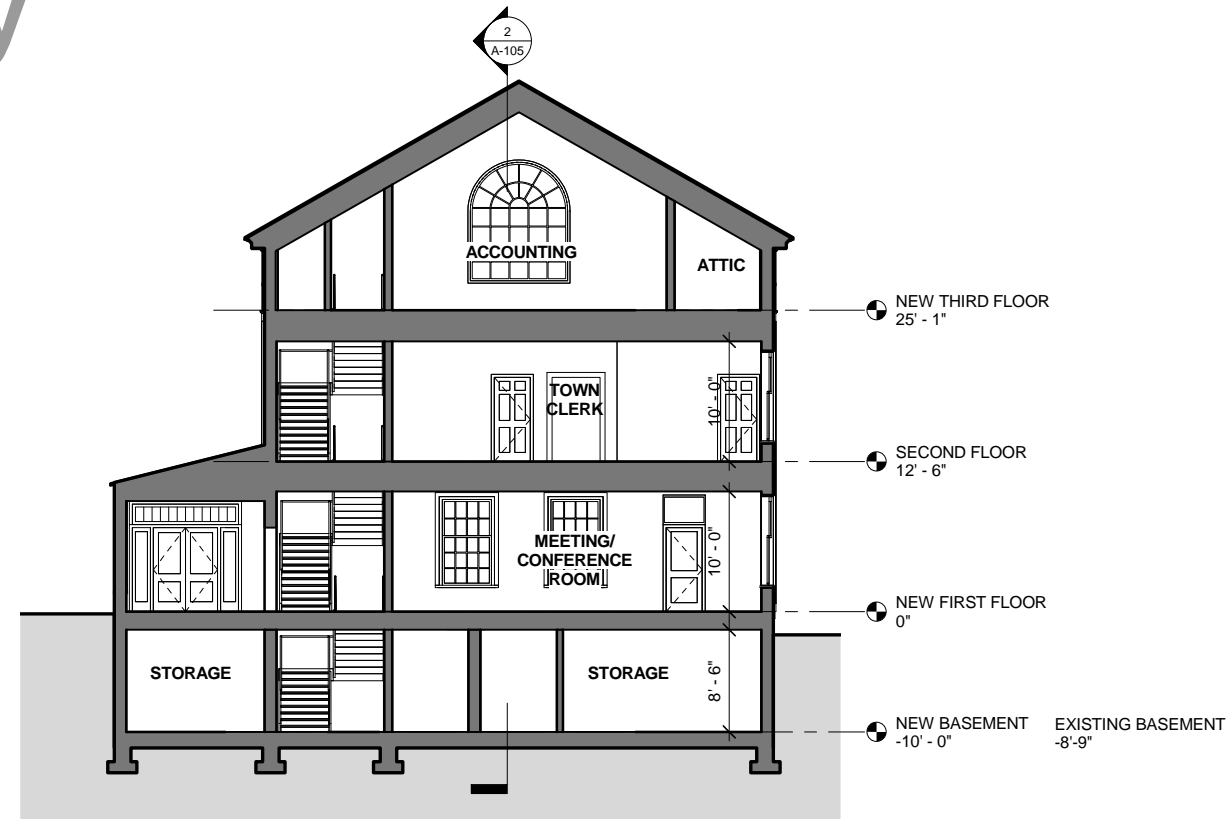 2
A-105
ACCOUNTING
ATTIC
NEW THIRD FLOOR
25' - 1"
10' - 0"
TOWN
CLERK
SECOND FLOOR
12' - 6"
10' - 0"
MEETING/
CONFERENCE
ROOM
NEW FIRST FLOOR
0"
STORAGE
STORAGE
8' - 6"
NEW BASEMENT
-10' - 0"
EXISTING BASEMENT
-8'-9"